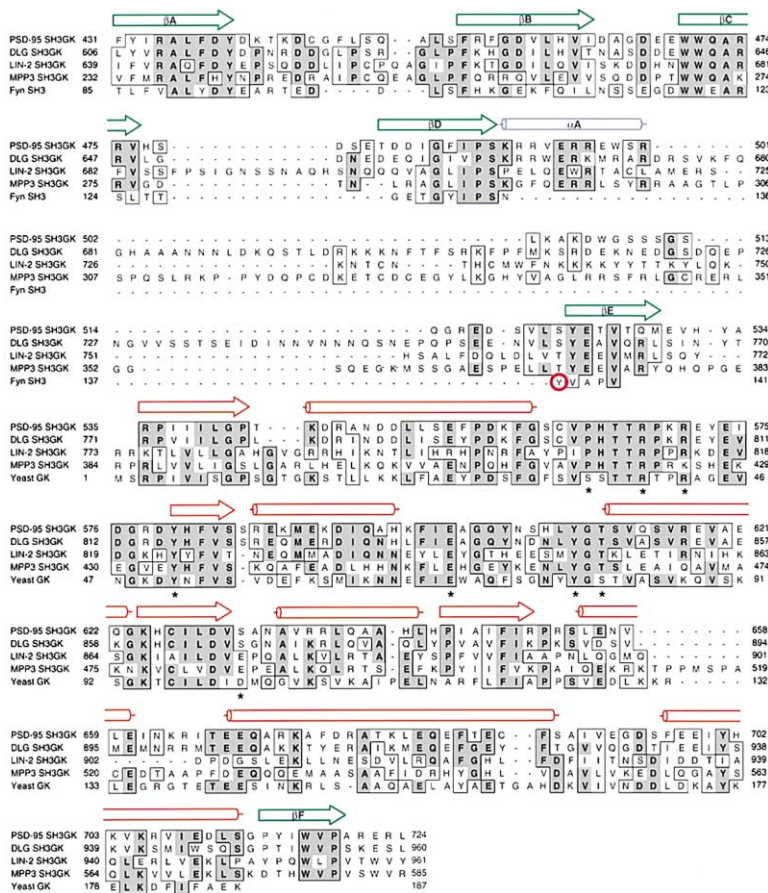 βA βB βC
PSD-95 SH3GK 431 F Y I R A L F D Y D K T K D C G F L S Q - - A L S F R F G D V L H V I D A G D E E W W Q A R 474
DLG SH3GK 606 L Y V R A L F D Y D P N R D D G L P S R - - G L P F K H G D I L H V T N A S D D E W W Q A R 646
LIN-2 SH3GK 639 I F V R A Q F D Y E P S Q D D L I P C P Q A G I P F K T G D I L Q V I S K D D H N W W Q A R 681
MPP3 SH3GK 232 V F M R A L F H Y N P R E D R A I P C Q E A G L P F Q R R Q V L E V V S Q D D P T W W Q A K 274
Fyn SH3 85 T L F V A L Y D Y E A R T E D - - - - D - - L S F H K G E K F Q I L N S S E G D W W E A R 123
βD αA
PSD-95 SH3GK 475 R V H S - - - - - - - - - - - - - - D S E T D D I G F I P S K R R V E R R E W S R - - - - - - 501
DLG SH3GK 647 R V L G - - - - - - - - - - - - - - D N E D E Q I G I V P S K R R W E R K M R A R D R S V K F Q 680
LIN-2 SH3GK 682 F V S S F P S I G N S S N A Q R S N Q Q V A G L I P S P E L Q E W R T A C L A M E R S - - 725
MPP3 SH3GK 275 R V G D - - - - - - - - - - - - - - T N - - L R A G L I P S K G F Q E R R L S Y R R A A G T L P 306
Fyn SH3 124 S L T T - - - - - - - - - - - - - - G E T G Y I P S N - - - - - - - - - - - - - - - 136
PSD-95 SH3GK 502 - - - - - - - - - - - - - - - - - - L K A K D W G S S S G S - - - 513
DLG SH3GK 681 G H A A A N N N L D K Q S T L D R K K K N F T F S R K F P F M K S R D E K N E D G S D Q E P 726
LIN-2 SH3GK 726 - - - - - - - - - - - - - - K N T C N - - - T H C M W F N K K K K Y Y T T K Y L Q K - 750
MPP3 SH3GK 307 S P Q S L R K P - P Y D Q P C D K E T C D C E G Y L K G H Y V A G L R R S F R L G C R E R L 351
Fyn SH3
βE
PSD-95 SH3GK 514 - - - - - - - - - - - - - - - - Q G R E D - S V L S Y E T V T Q M E V H - Y A 534
DLG SH3GK 727 N G V V S S T S E I D I N N V N N N Q S N E P Q P S E E - N V L S Y E A V Q R L S I N - Y T 770
LIN-2 SH3GK 751 - - - - - - - - - - - - - - H S A L F D Q L D L V T Y E E V M R L S Q Y - - 772
MPP3 SH3GK 352 G G - - - - - - - - - - - S Q E G K M S S G A E S P E L L T Y E E V A R Y Q H Q P G E 383
Fyn SH3 137 - - - - - - - - - - - - - - - - - - - Y V A P V 141
PSD-95 SH3GK 535 - - R P I I I L G P T - - - K D R A N D D L L S E F P D K F G S C V P H T T R P K R E Y E I 575
DLG SH3GK 771 - - R P V I I L G P L - - - K D R I N D D L I S E Y P D K F G S C V P H T T R P K R E Y E V 811
LIN-2 SH3GK 773 R R K T L V L L G A H G V G R R H I K N T L I H R H P N R F A Y P I P H T T R P P R K D E V 818
MPP3 SH3GK 384 R P R L V V L I G S L G A R L H E L K Q K V V A E N P Q H F G V A V P H T T R P R K S H E K 429
Yeast GK 1 M S R P I V I S G P S G T G K S T L L K K L F A E Y P D S F G F S V S S T T R T P R A G E V 46
* * *
PSD-95 SH3GK 576 D G R D Y H F V S S R E K M E K D I Q A H K F I E A G Q Y N S H L Y G T S V Q S V R E V A E 621
DLG SH3GK 812 D G R D Y H F V S S R E Q M E R D I Q E H K F I E A G Q Y N D N L Y G T S V A S V R E V A E 857
LIN-2 SH3GK 819 D G K H Y Y F V T - N E Q M M A D I Q N N E Y L E Y G T H E E S M Y G T K L E T I R N I H K 863
MPP3 SH3GK 430 E G V E Y H F V S - K Q A F E A D L H H N K F L E H G E Y K E N L Y G T S L E A I Q A V M A 474
Yeast GK 47 N G K D Y N F V S - V D E F K S M I K N N E F I E W A Q F S G N Y Y G S T V A S V K Q V S K 91
* * * *
PSD-95 SH3GK 622 Q G K H C I L D V S A N A V R R L Q A A - H L H P I A I F I R P R S L E N V - - - - - - - 658
DLG SH3GK 858 K G K H C I L D V S G N A I K R L Q V A - Q L Y P V A V F I K P K S V D S V - - - - - - - 894
LIN-2 SH3GK 864 S G K I A I L D V E P Q A L K V L R T A - E Y S P F V V F I A A P N L Q G M Q - - - - - - 901
MPP3 SH3GK 475 K N K V C L V D V E P E A L K Q L R T S - E F K P Y I I F V K P A I Q E K R K T P P M S P A 519
Yeast GK 92 S G K T C I L D I D M Q G V K S V K A I P E L N A R F L F I A P P S V E D L K K R - - - - - 132
*
PSD-95 SH3GK 659 L E I N K R I T E E Q A R K A F D R A T K L E Q E F T E C - - F S A I V E G D S F E E I Y H 702
DLG SH3GK 895 M E M N R R M T E E Q A K K T Y E R A I K M E Q E F G E Y - - F T G V V Q G D T I E E I Y S 938
LIN-2 SH3GK 902 - - - D P D G S L E K L L N E S D V L R Q A F G H L - - F D F T I S N D I D D T I A 939
MPP3 SH3GK 520 C E D T A A P F D E Q Q Q E M A A S A A F I D R H Y G H L - - V D A V L V K E D L Q G A Y S 563
Yeast GK 133 L E G R G T E T E E S I N K R L S - A A Q A E L A Y A E T G A H D K V I V N D D L D K A Y K 177
βF
PSD-95 SH3GK 703 K V K R V I E D L S G P Y I W V P A R E R L 724
DLG SH3GK 939 K V K S M I W S Q S G P T I W V P S K E S L 960
LIN-2 SH3GK 940 Q L E R L V E K L P A Y P Q W L P V T W V Y 961
MPP3 SH3GK 564 Q L K V V L E K L S K D T H W V P V S W V R 585
Yeast GK 178 E L K D F I F A E K 187